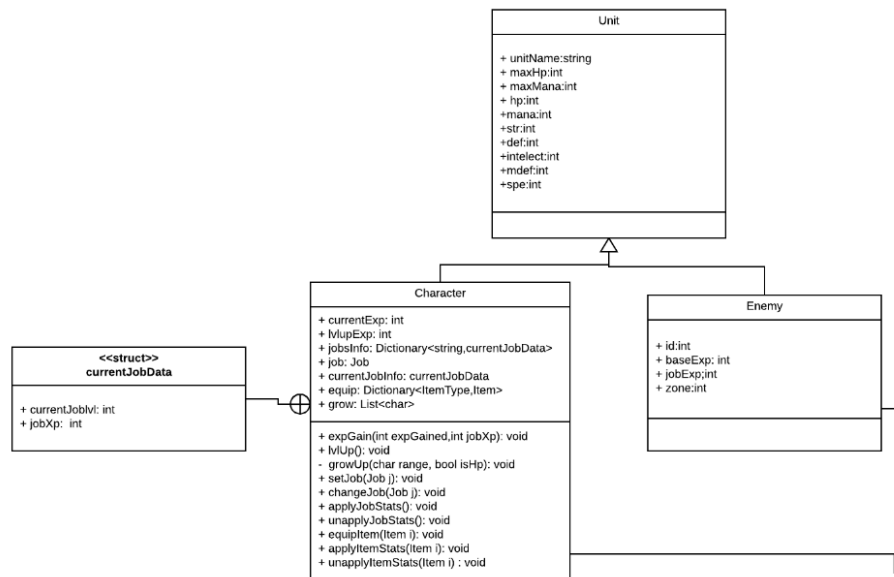 Unit
+ unitName:string
+ maxHp:int
+ maxMana:int
+ hp:int
+mana:int
+str:int
+def:int
+intelect:int
+mdef:int
+spe:int
Character
+ currentExp: int
+ lvlupExp: int
+ jobsInfo: Dictionary<string,currentJobData>
+ job: Job
+ currentJobInfo: currentJobData
+ equip: Dictionary<ItemType,Item>
+ grow: List<char>
+ expGain(int expGained,int jobXp): void
+ lvlUp(): void
- growUp(char range, bool isHp): void
+ setJob(Job j): void
+ changeJob(Job j): void
+ applyJobStats(): void
+ unapplyJobStats(): void
+ equipItem(Item i): void
+ applyItemStats(Item i): void
+ unapplyItemStats(Item i) : void
Enemy
+ id:int
+ baseExp: int
+ jobExp;int
+ zone:int
<<struct>>
currentJobData
+ currentJoblvl: int
+ jobXp: int